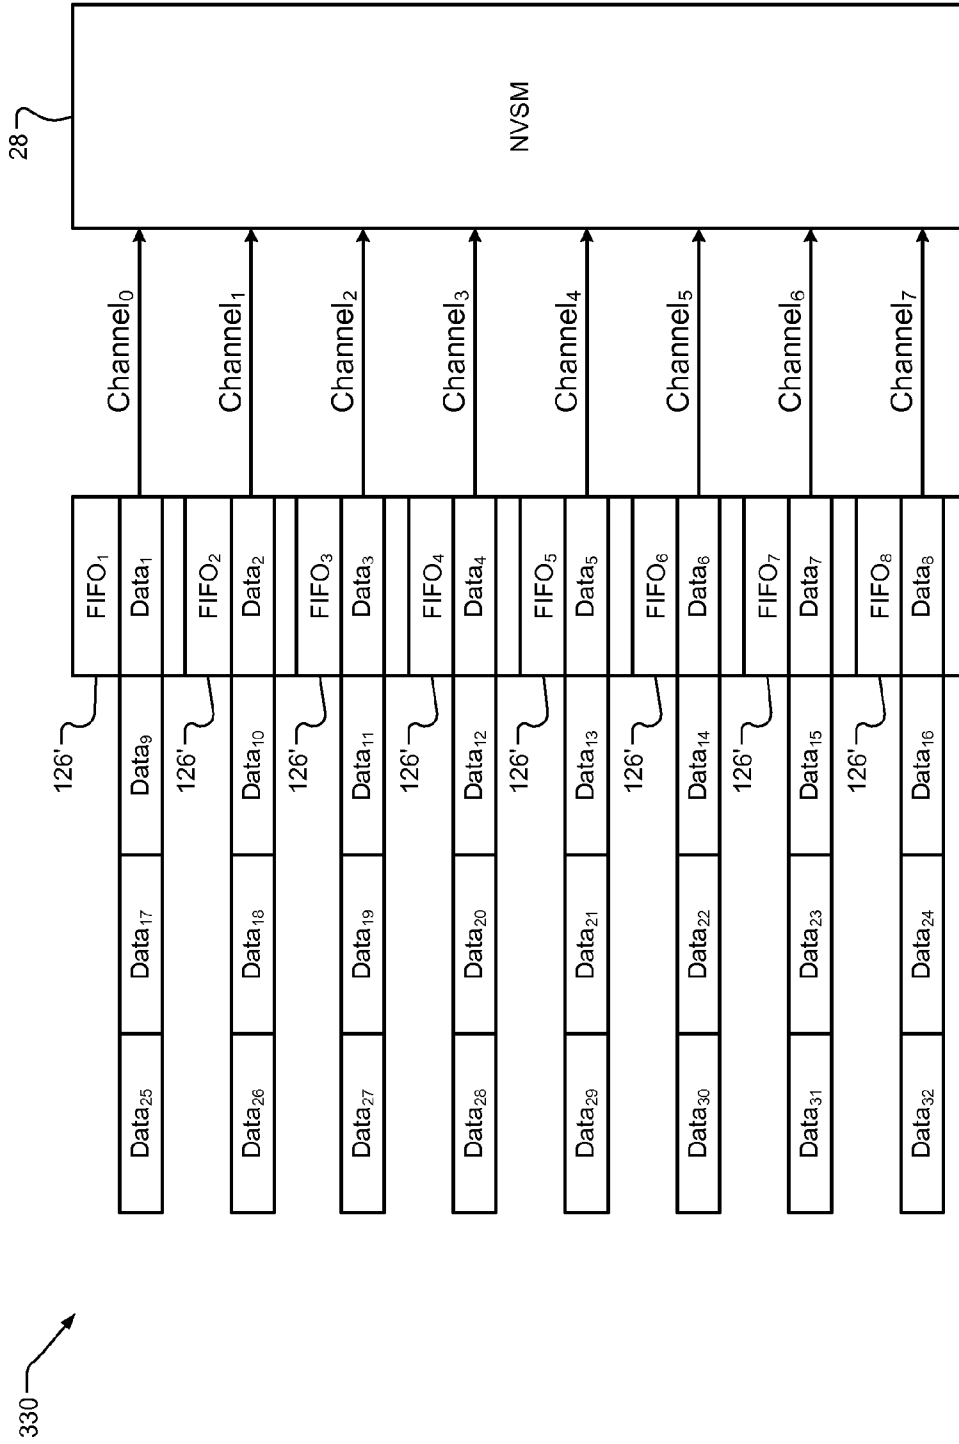 330
28
126' FIFO₁
Channel₀
Data₂₅ Data₁₇ Data₉ Data₁
126' FIFO₂
Channel₁
Data₂₆ Data₁₈ Data₁₀ Data₂
126' FIFO₃
Channel₂
Data₂₇ Data₁₉ Data₁₁ Data₃
126' FIFO₄
Channel₃
Data₂₈ Data₂₀ Data₁₂ Data₄
NVSM
126' FIFO₅
Channel₄
Data₂₉ Data₂₁ Data₁₃ Data₅
126' FIFO₆
Channel₅
Data₃₀ Data₂₂ Data₁₄ Data₆
126' FIFO₇
Channel₆
Data₃₁ Data₂₃ Data₁₅ Data₇
126' FIFO₈
Channel₇
Data₃₂ Data₂₄ Data₁₆ Data₈